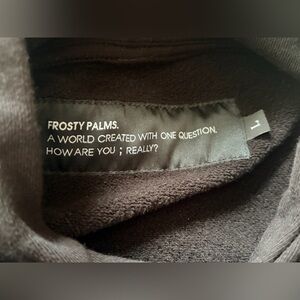 FROSTY PALMS.
A WORLD CREATED WITH ONE QUESTION.
HOW ARE YOU ; REALLY?
L